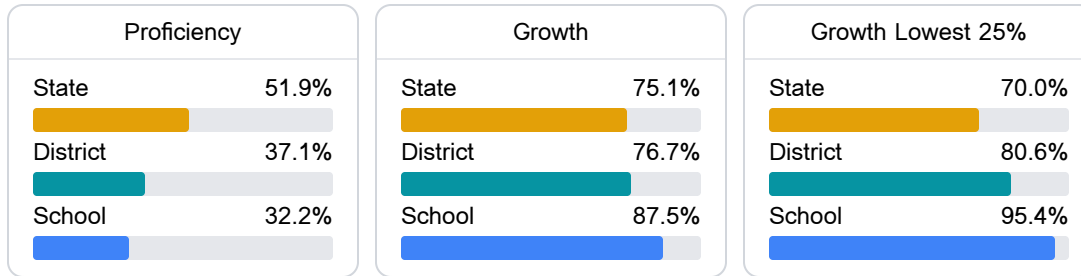 Proficiency
State 51.9%
District 37.1%
School 32.2%
Growth
State 75.1%
District 76.7%
School 87.5%
Growth Lowest 25%
State 70.0%
District 80.6%
School 95.4%